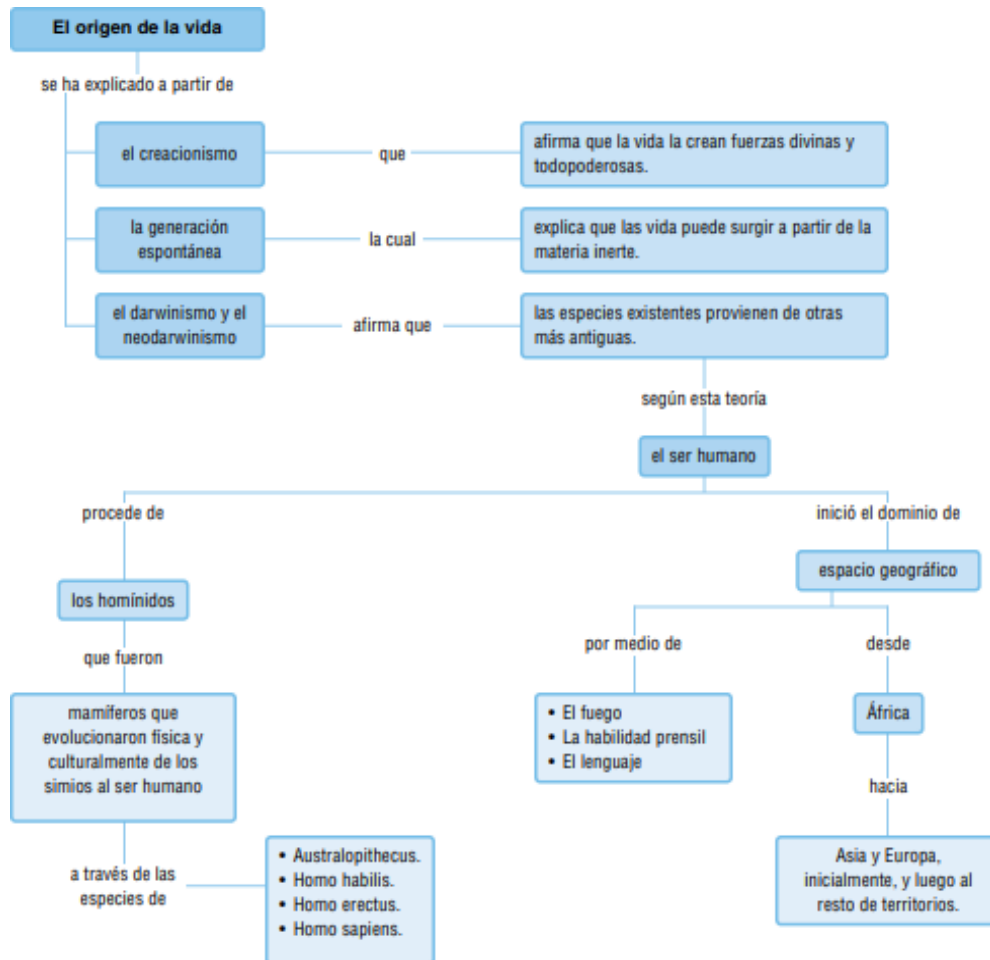 El origen de la vida
se ha explicado a partir de
el creacionismo
que
afirma que la vida la crean fuerzas divinas y
todopoderosas.
la generación
espontánea
la cual
explica que las vida puede surgir a partir de la
materia inerte.
el darwinismo y el
neodarwinismo
afirma que
las especies existentes provienen de otras
más antiguas.
según esta teoría
el ser humano
procede de
los homínidos
que fueron
mamíferos que
evolucionaron física y
culturalmente de los
simios al ser humano
a través de las
especies de
• Australopithecus.
• Homo habilis.
• Homo erectus.
• Homo sapiens.
inició el dominio de
espacio geográfico
por medio de
• El fuego
• La habilidad prensil
• El lenguaje
desde
África
hacia
Asia y Europa,
inicialmente, y luego al
resto de territorios.